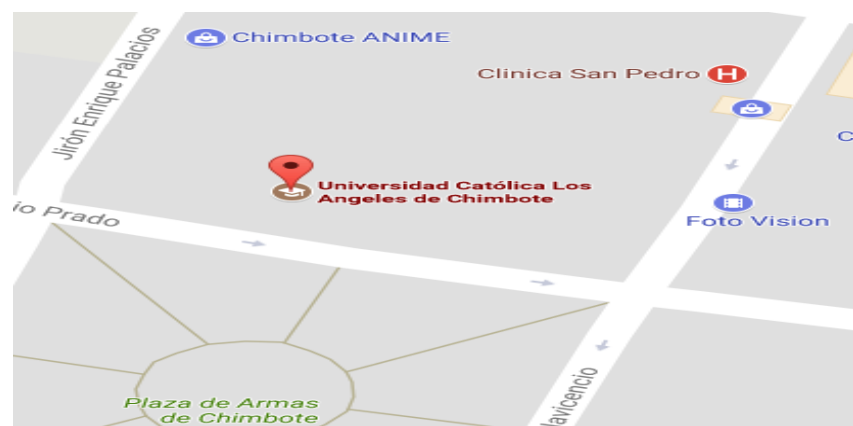 Chimbote ANIME
Jirón Enrique Palacios
Clinica San Pedro
H
C
Universidad Católica Los
Angeles de Chimbote
io Prado
Foto Vision
Plaza de Armas
de Chimbote
lavicencio